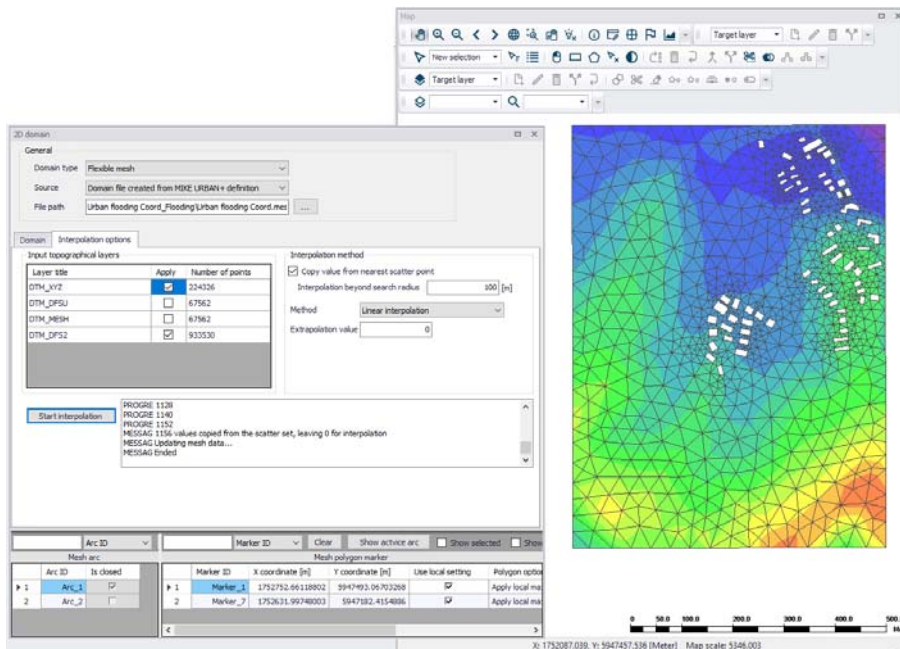 Map
Target layer
New selection
Target layer
2D domain
General
Domain type Flexible mesh
Source Domain file created from MIKE URBAN+ definition
File path Urban flooding Coord_Flooding\Urban flooding Coord.mes ...
Domain Interpolation options
Input topographical layers
Layer title Apply Number of points
DTM_XYZ 224326
DTM_DFSU 67562
DTM_MESH 67562
DTM_DFS2 933530
Interpolation method
Copy value from nearest scatter point
Interpolation beyond search radius 100 [m]
Method Linear interpolation
Extrapolation value 0
Start interpolation
PROGRE 1128
PROGRE 1140
PROGRE 1152
MESSAG 1156 values copied from the scatter set, leaving 0 for interpolation
MESSAG Updating mesh data...
MESSAG Ended
Arc ID
Mesh arc
Arc ID Is closed
1 Arc_1
2 Arc_2
Marker ID Clear Show actvice arc Show selected Show
Mesh polygon marker
Marker ID X coordinate [m] Y coordinate [m] Use local setting Polygon optio
1 Marker_1 1752752.66118802 5947493.06703268 Apply local ma
2 Marker_7 1752631.99748003 5947182.4154886 Apply local ma
0 50.0 100.0 200.0 300.0 400.0 500.
X: 1752087.039, Y: 5947457.536 [Meter] Map scale: 5346.003